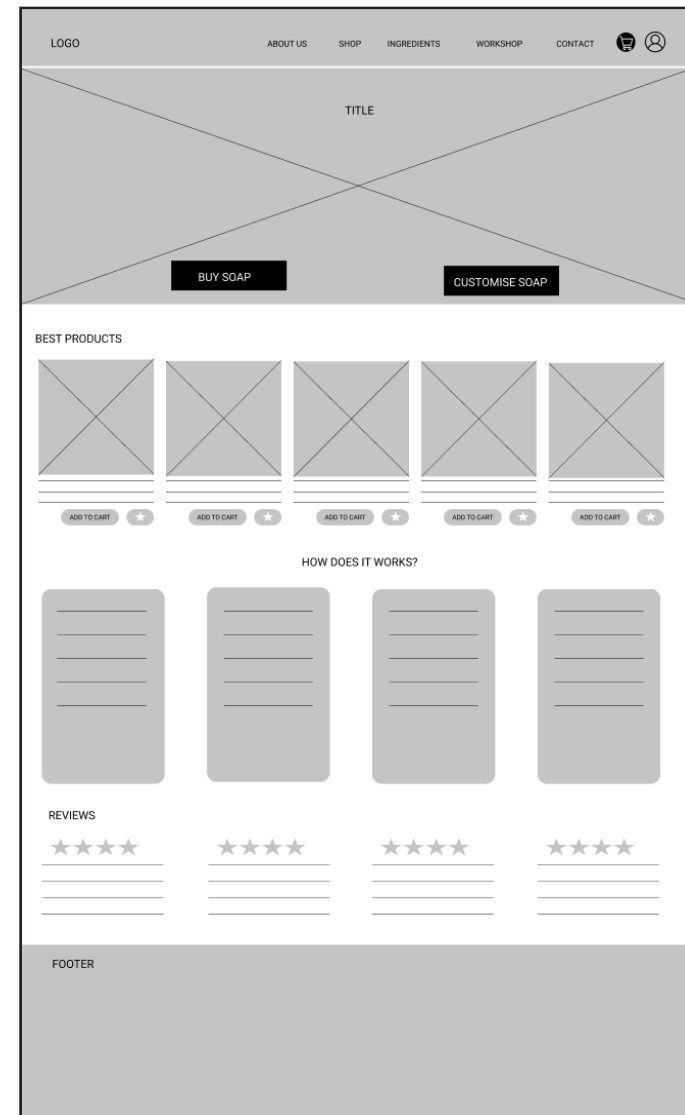 LOGO ABOUT US SHOP INGREDIENTS WORKSHOP CONTACT
TITLE
BUY SOAP CUSTOMISE SOAP
BEST PRODUCTS
ADD TO CART ADD TO CART ADD TO CART ADD TO CART ADD TO CART
HOW DOES IT WORKS?
REVIEWS
FOOTER